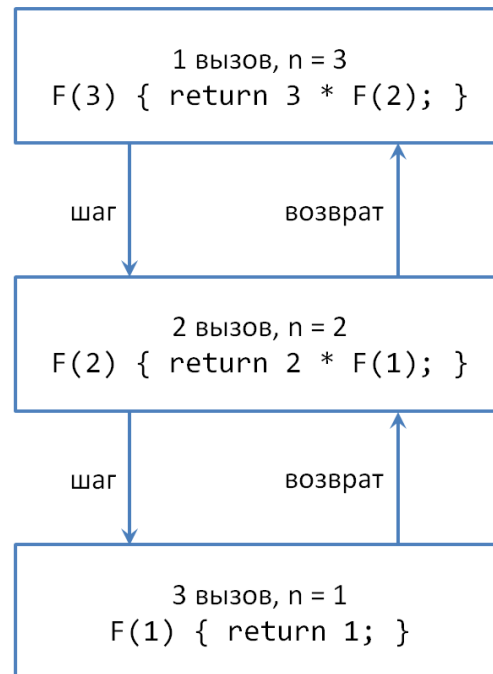 1 вызов, n = 3
F(3) { return 3 * F(2); }
шаг
возврат
2 вызов, n = 2
F(2) { return 2 * F(1); }
шаг
возврат
3 вызов, n = 1
F(1) { return 1; }